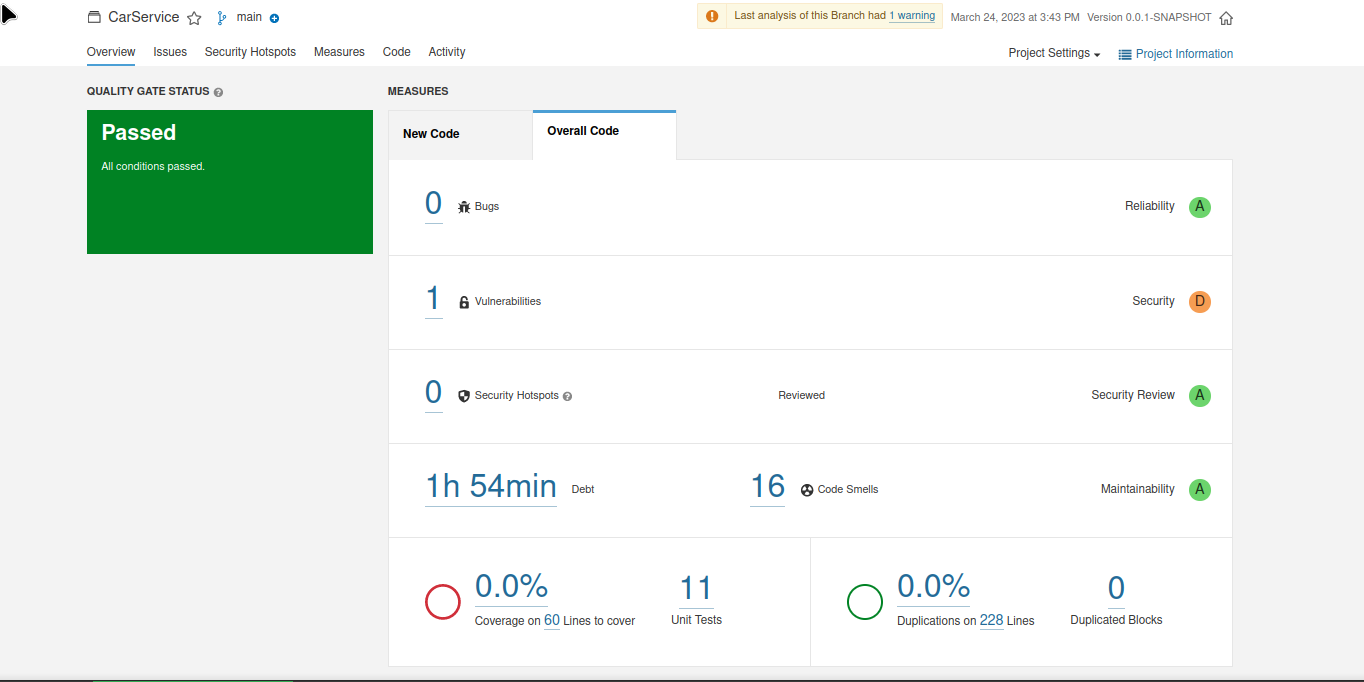 CarService main
Last analysis of this Branch had 1 warning March 24, 2023 at 3:43 PM Version 0.0.1-SNAPSHOT
Overview Issues Security Hotspots Measures Code Activity
Project Settings Project Information
QUALITY GATE STATUS ?
Passed
All conditions passed.
MEASURES
New Code Overall Code
0 Bugs Reliability A
1 Vulnerabilities Security D
0 Security Hotspots ? Reviewed Security Review A
1h 54min Debt 16 Code Smells Maintainability A
0.0%
Coverage on 60 Lines to cover
11
Unit Tests
0.0%
Duplications on 228 Lines
0
Duplicated Blocks